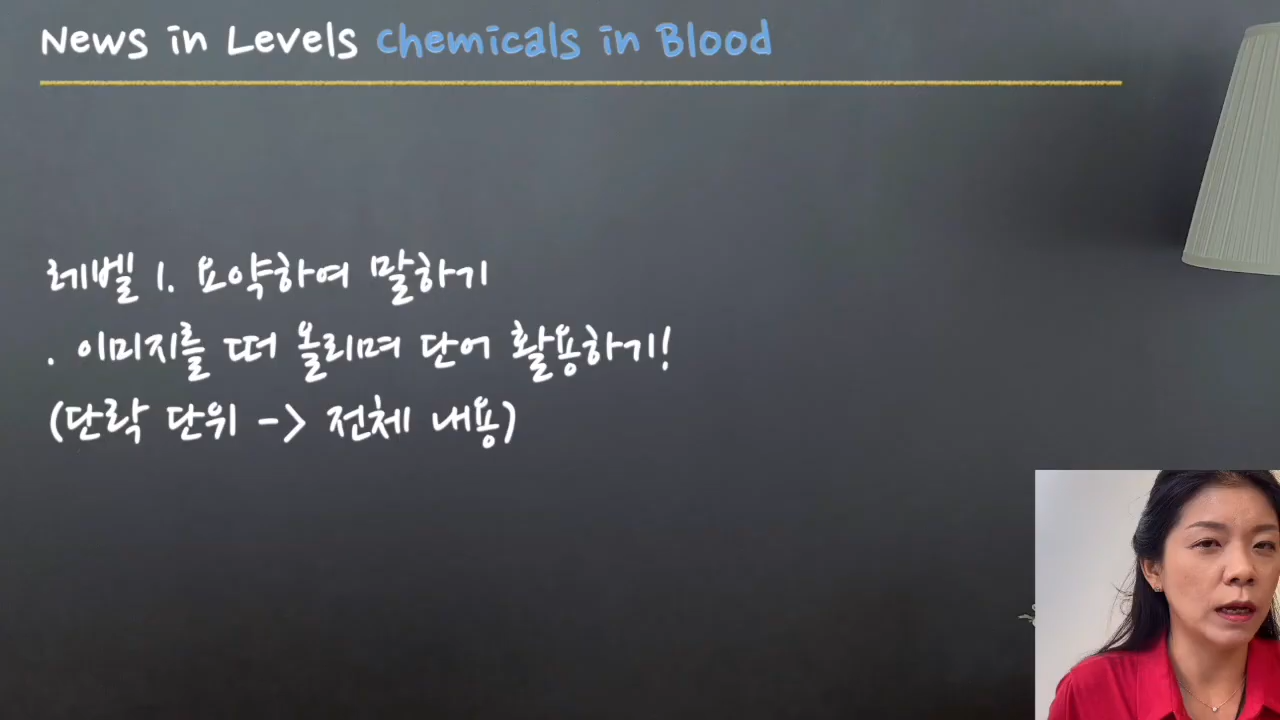 News in Levels Chemicals in Blood
레벨 1. 요약하여 말하기
. 이미지를 떠 올리며 단어 활용하기!
(단락 단위 -> 전체 내용)